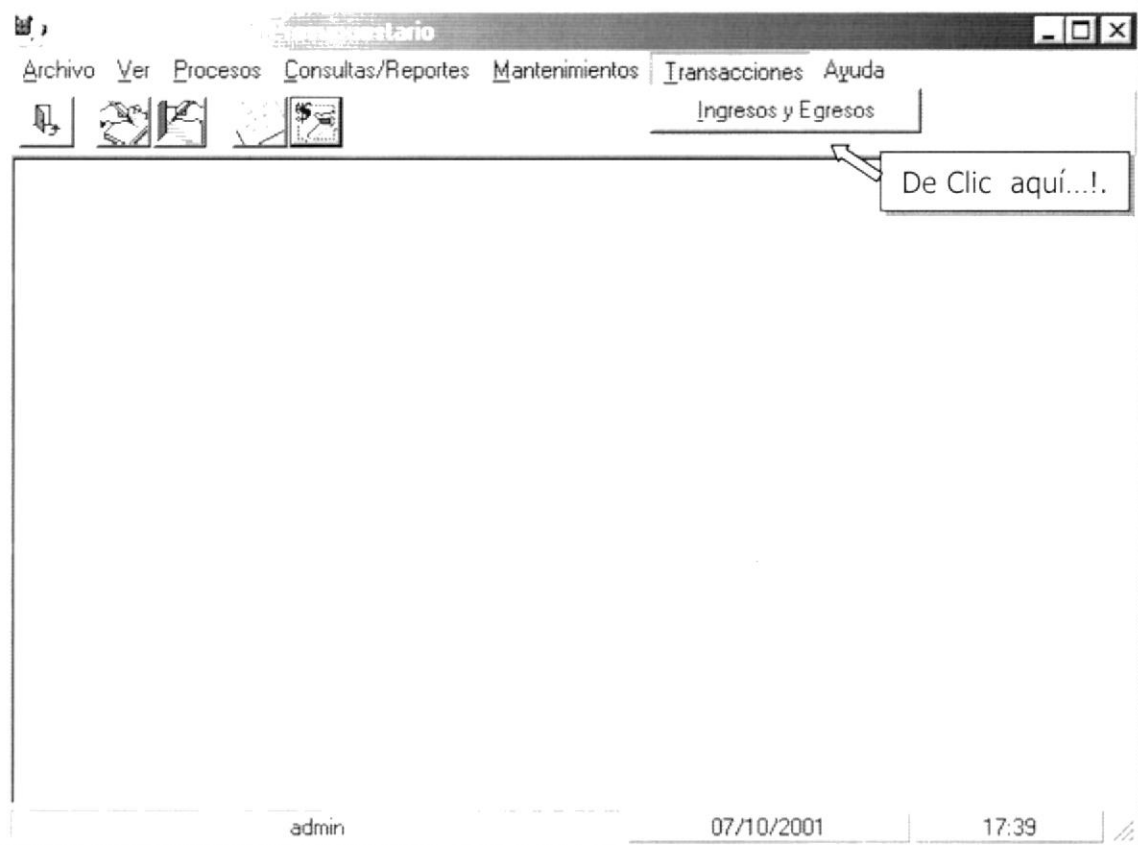 Archivo Ver Procesos Consultas/Reportes Mantenimientos Transacciones Ayuda
Ingresos y Egresos
De Clic aquí...!.
admin 07/10/2001 17:39